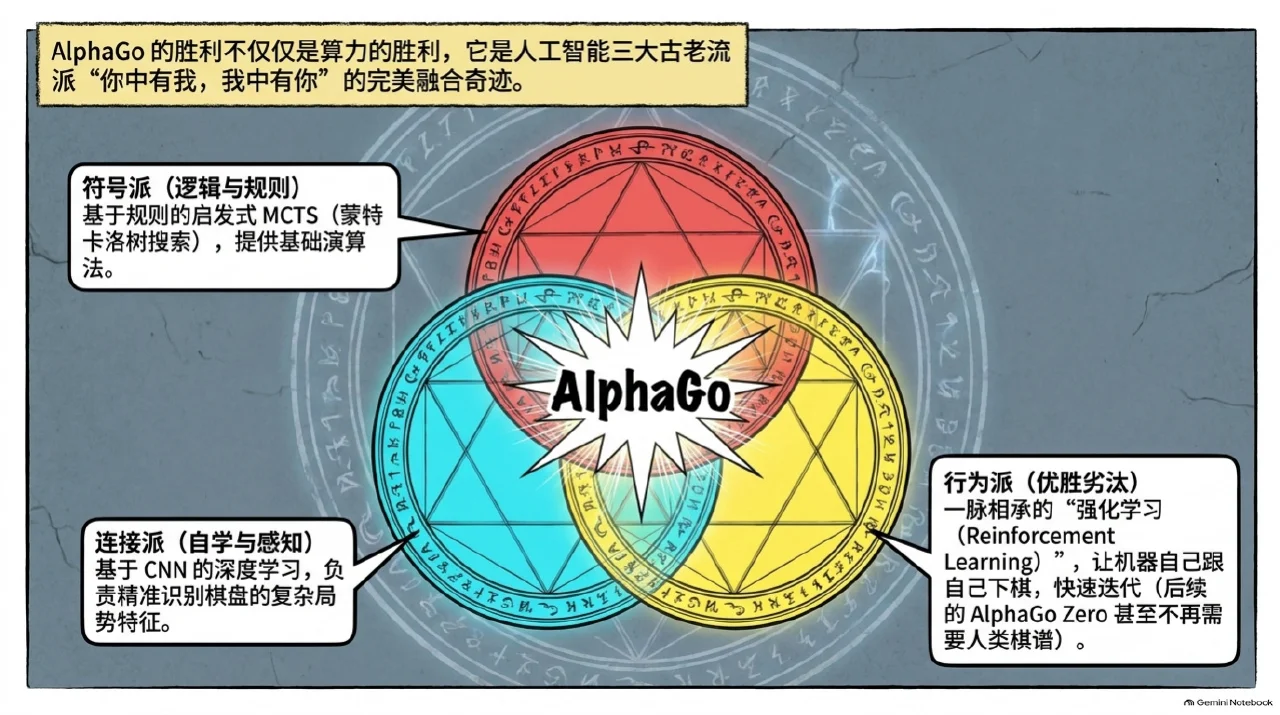 AlphaGo 的胜利不仅仅是算力的胜利，它是人工智能三大古老流
派“你中有我，我中有你”的完美融合奇迹。
符号派（逻辑与规则）
基于规则的启发式 MCTS（蒙特
卡洛树搜索），提供基础演算
法。
AlphaGo
连接派（自学与感知）
基于 CNN 的深度学习，负
责精准识别棋盘的复杂局
势特征。
行为派（优胜劣汰）
一脉相承的“强化学习
（Reinforcement
Learning）”，让机器自己跟
自己下棋，快速迭代（后续
的 AlphaGo Zero 甚至不再需
要人类棋谱）。
Gemini Notebook